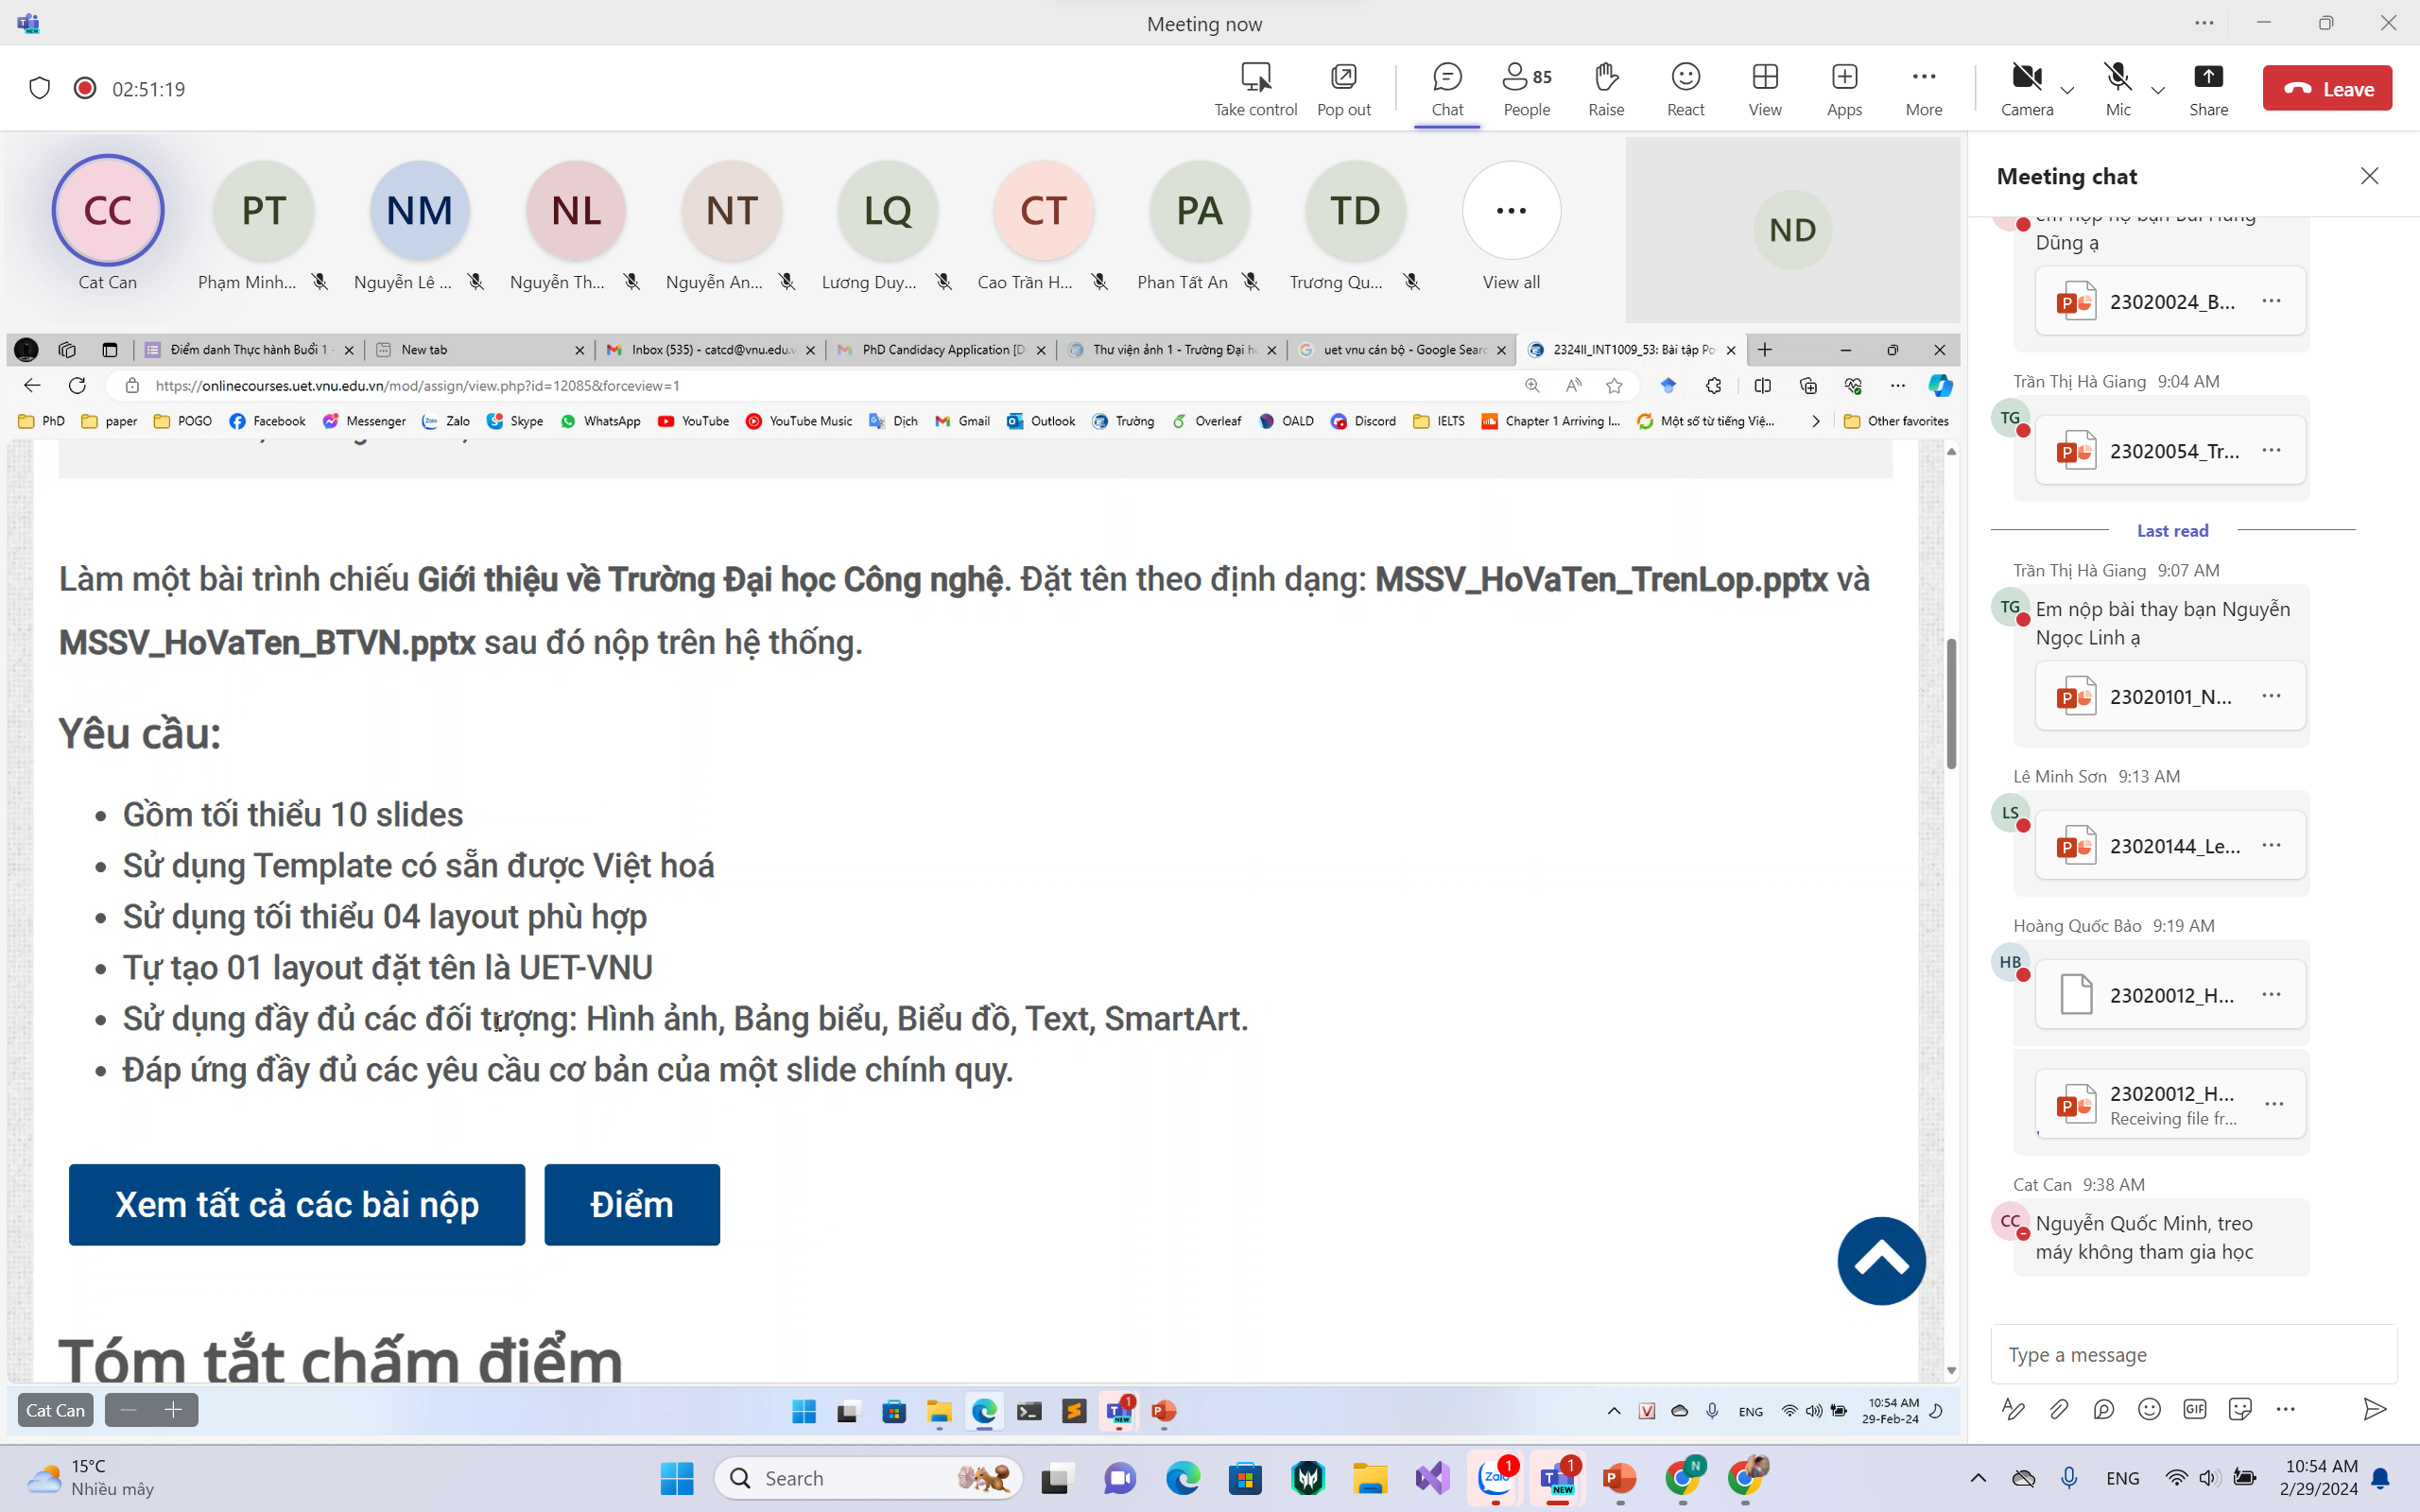 Meeting now
02:51:19
Take control
Pop out
Chat
85
People
Raise
React
View
Apps
More
Camera
Mic
Share
Leave
CC
PT
NM
NL
NT
LQ
CT
PA
TD
ND
Cat Can
Phạm Minh...
Nguyễn Lê ...
Nguyễn Th...
Nguyễn An...
Lương Duy...
Cao Trần H...
Phan Tất An
Trương Qu...
View all
Điểm danh Thực hành Buổi 1 -
New tab
Inbox (535) - catcd@vnu.edu.v
PhD Candidacy Application [D
Thư viện ảnh 1 - Trường Đại h
uet vnu cán bộ - Google Searc
2324II_INT1009_53: Bài tập Po
https://onlinecourses.uet.vnu.edu.vn/mod/assign/view.php?id=12085&forceview=1
PhD
paper
POGO
Facebook
Messenger
Zalo
Skype
WhatsApp
YouTube
YouTube Music
Dịch
Gmail
Outlook
Trường
Overleaf
OALD
Discord
IELTS
Chapter 1 Arriving I...
Một số từ tiếng Việ...
Other favorites
Làm một bài trình chiếu Giới thiệu về Trường Đại học Công nghệ. Đặt tên theo định dạng: MSSV_HoVaTen_TrenLop.pptx và
MSSV_HoVaTen_BTVN.pptx sau đó nộp trên hệ thống.
Yêu cầu:
• Gồm tối thiểu 10 slides
• Sử dụng Template có sẵn được Việt hoá
• Sử dụng tối thiểu 04 layout phù hợp
• Tự tạo 01 layout đặt tên là UET-VNU
• Sử dụng đầy đủ các đối tượng: Hình ảnh, Bảng biểu, Biểu đồ, Text, SmartArt.
• Đáp ứng đầy đủ các yêu cầu cơ bản của một slide chính quy.
Xem tất cả các bài nộp
Điểm
Tóm tắt chấm điểm
Cat Can
ENG
10:54 AM
29-Feb-24
Meeting chat
Dũng ạ
23020024_B...
Trần Thị Hà Giang 9:04 AM
TG
23020054_Tr...
Last read
Trần Thị Hà Giang 9:07 AM
TG
Em nộp bài thay bạn Nguyễn
Ngọc Linh ạ
23020101_N...
Lê Minh Sơn 9:13 AM
LS
23020144_Le...
Hoàng Quốc Bảo 9:19 AM
HB
23020012_H...
23020012_H...
Receiving file fr...
Cat Can 9:38 AM
CC
Nguyễn Quốc Minh, treo
máy không tham gia học
Type a message
GIF
15°C
Nhiều mây
Search
ENG
10:54 AM
2/29/2024